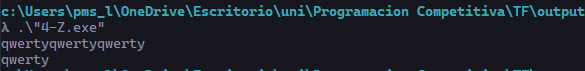 c:\Users\pms_l\OneDrive\Escritorio\uni\Programacion Competitiva\TF\output
λ .\"4-Z.exe"
qwertyqwertyqwerty
qwerty